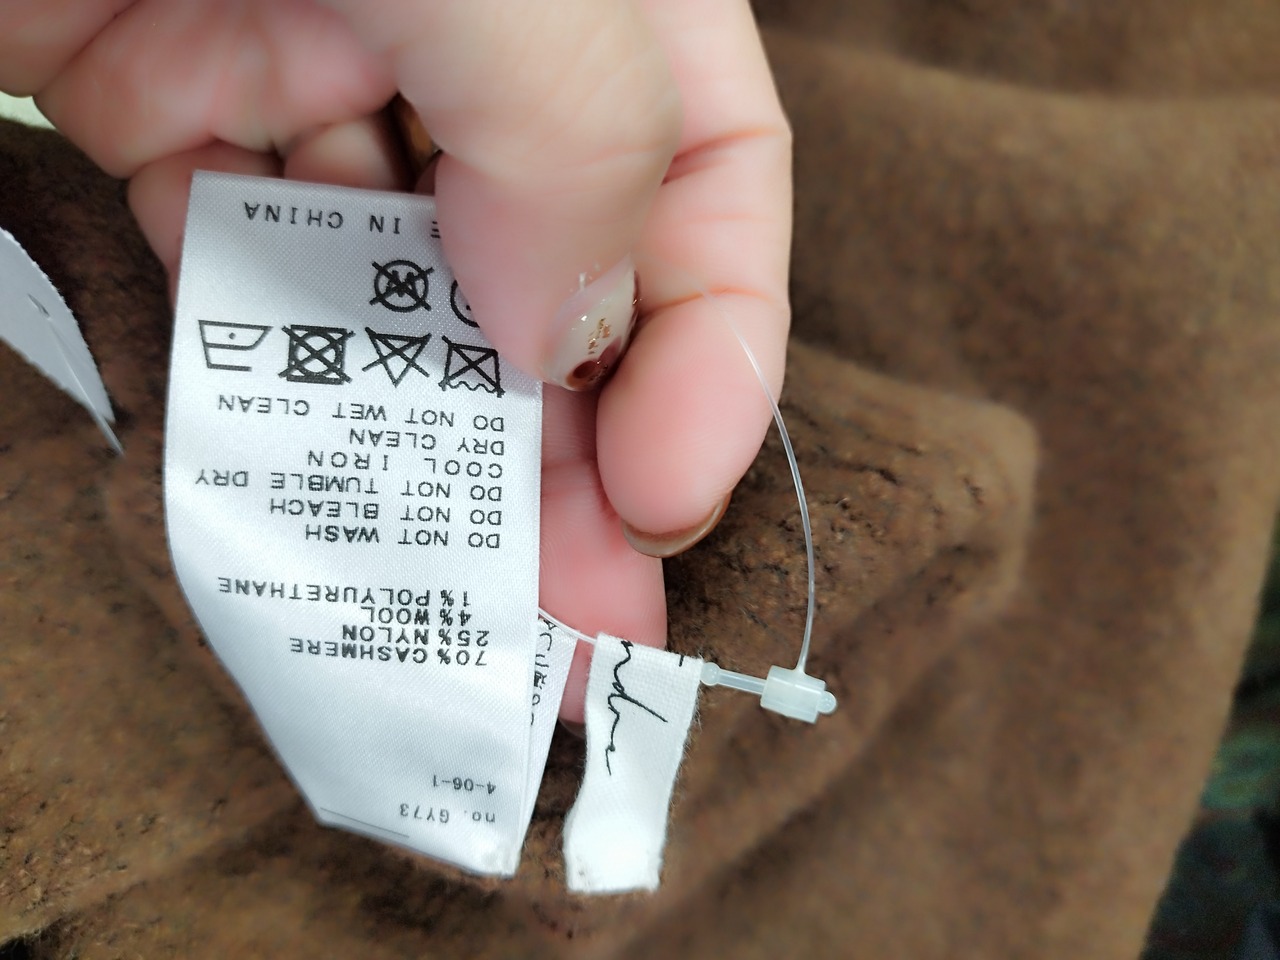 no. GY73
4-06-1
70% CASHMERE
25% NYLON
4% WOOL
1% POLYURETHANE
DO NOT WASH
DO NOT BLEACH
DO NOT TUMBLE DRY
COOL IRON
DRY CLEAN
DO NOT WET CLEAN
W
E IN CHINA